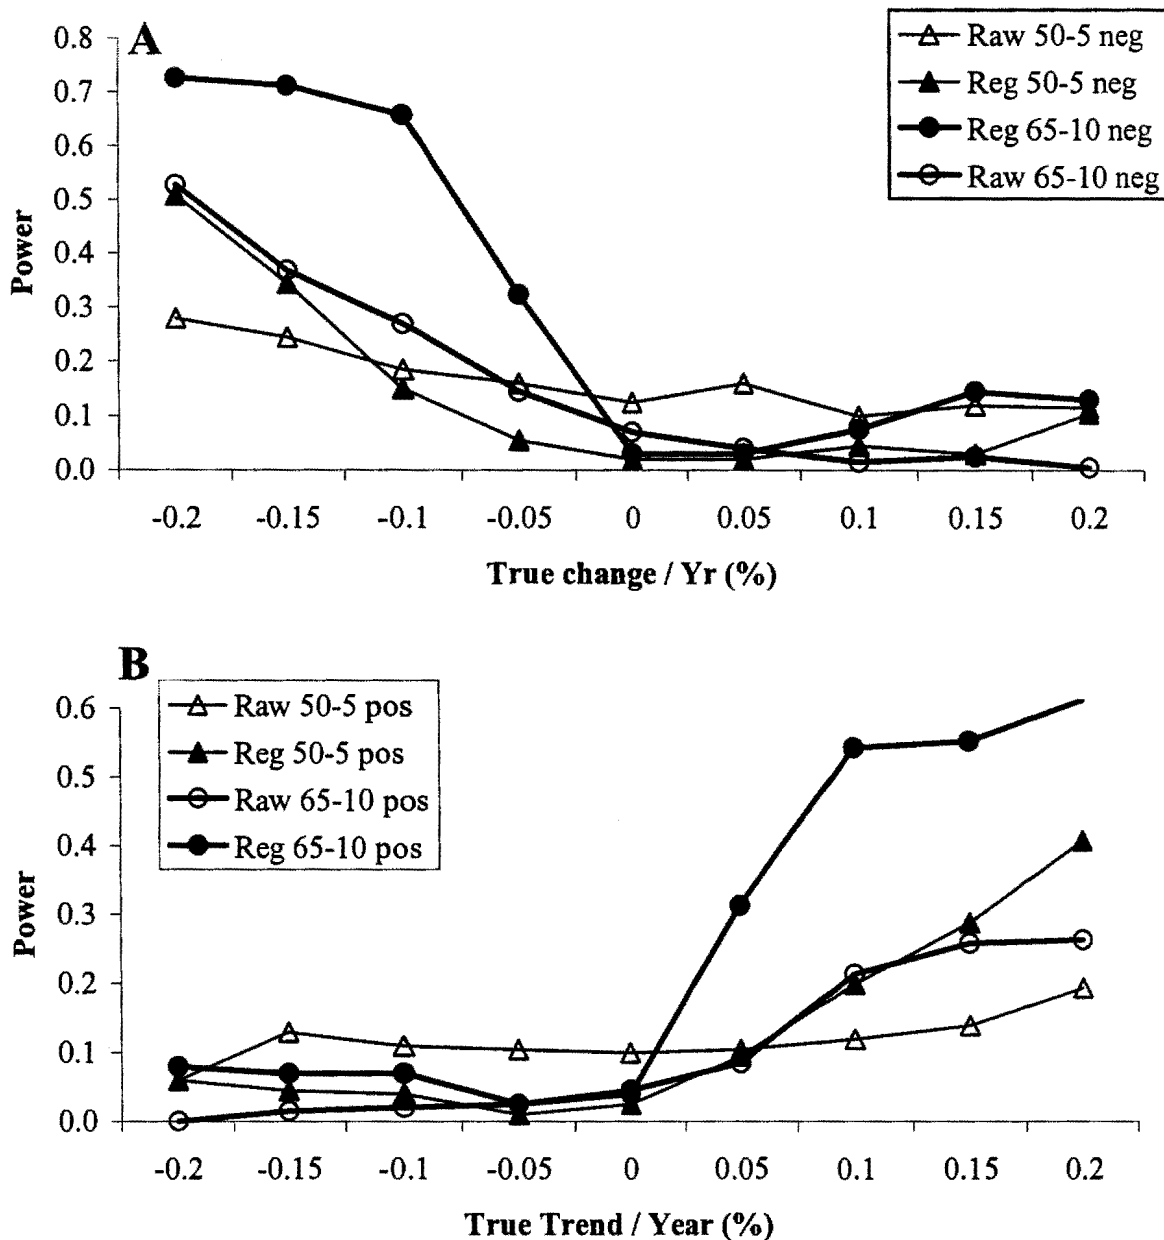 A
Raw 50-5 neg
Reg 50-5 neg
Reg 65-10 neg
Raw 65-10 neg
0.8
0.7
0.6
0.5
0.4
0.3
0.2
0.1
0.0
Power
-0.2 -0.15 -0.1 -0.05 0 0.05 0.1 0.15 0.2
True change / Yr (%)
B
Raw 50-5 pos
Reg 50-5 pos
Raw 65-10 pos
Reg 65-10 pos
0.6
0.5
0.4
0.3
0.2
0.1
0.0
Power
-0.2 -0.15 -0.1 -0.05 0 0.05 0.1 0.15 0.2
True Trend / Year (%)